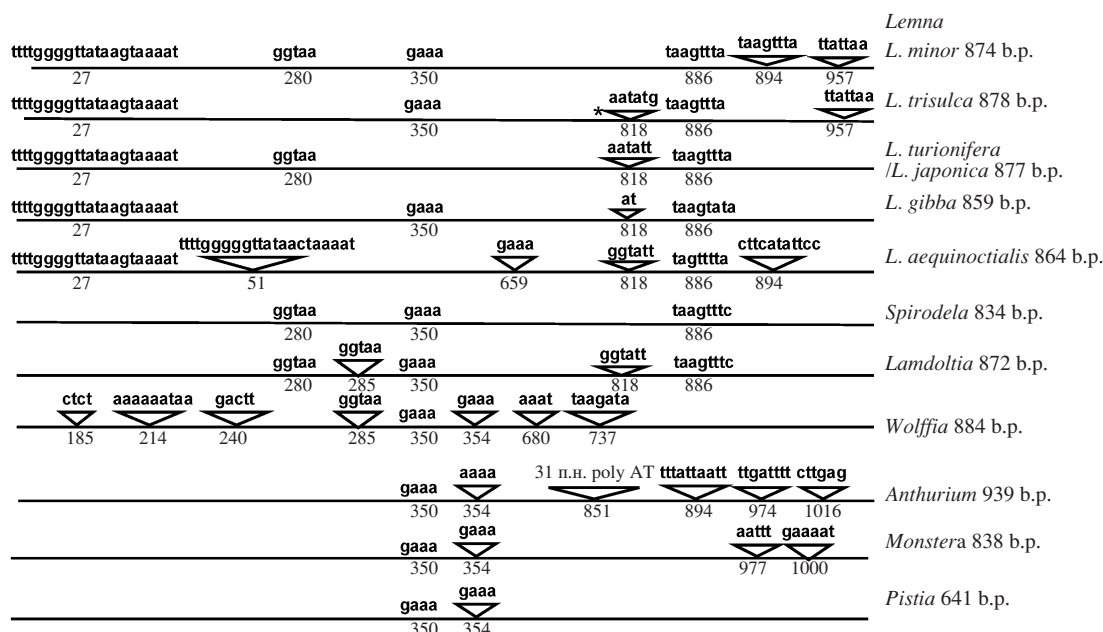 Lemna
ttttggggttataagtaaaat ggtaa gaaa taagttta taagttta ttattaa L. minor 874 b.p.
27 280 350 886 894 957
ttttggggttataagtaaaat gaaa * aatatg taagttta ttattaa L. trisulca 878 b.p.
27 350 818 886 957
ttttggggttataagtaaaat ggtaa aatatt taagttta L. turionifera
/L. japonica 877 b.p.
27 280 818 886
ttttggggttataagtaaaat gaaa at taagtata L. gibba 859 b.p.
27 350 818 886
ttttggggttataagtaaaat ttttgggggttataactaaaat gaaa ggtatt tagttttta cttcatattcc L. aequinoctialis 864 b.p.
27 51 659 818 886 894
ggtaa gaaa taagtttc Spirodela 834 b.p.
280 350 886
ggtaa ggtaa gaaa ggtatt taagtttc Lamdoltia 872 b.p.
280 285 350 818 886
ctct aaaaaataa gactt ggtaa gaaa gaaa aaat taagata Wolffia 884 b.p.
185 214 240 285 350 354 680 737
gaaa aaaa 31 п.н. poly AT tttattaatt ttgatttt cttgag Anthurium 939 b.p.
350 354 851 894 974 1016
gaaa gaaa aattt gaaaat Monstera 838 b.p.
350 354 977 1000
gaaa gaaa Pistia 641 b.p.
350 354